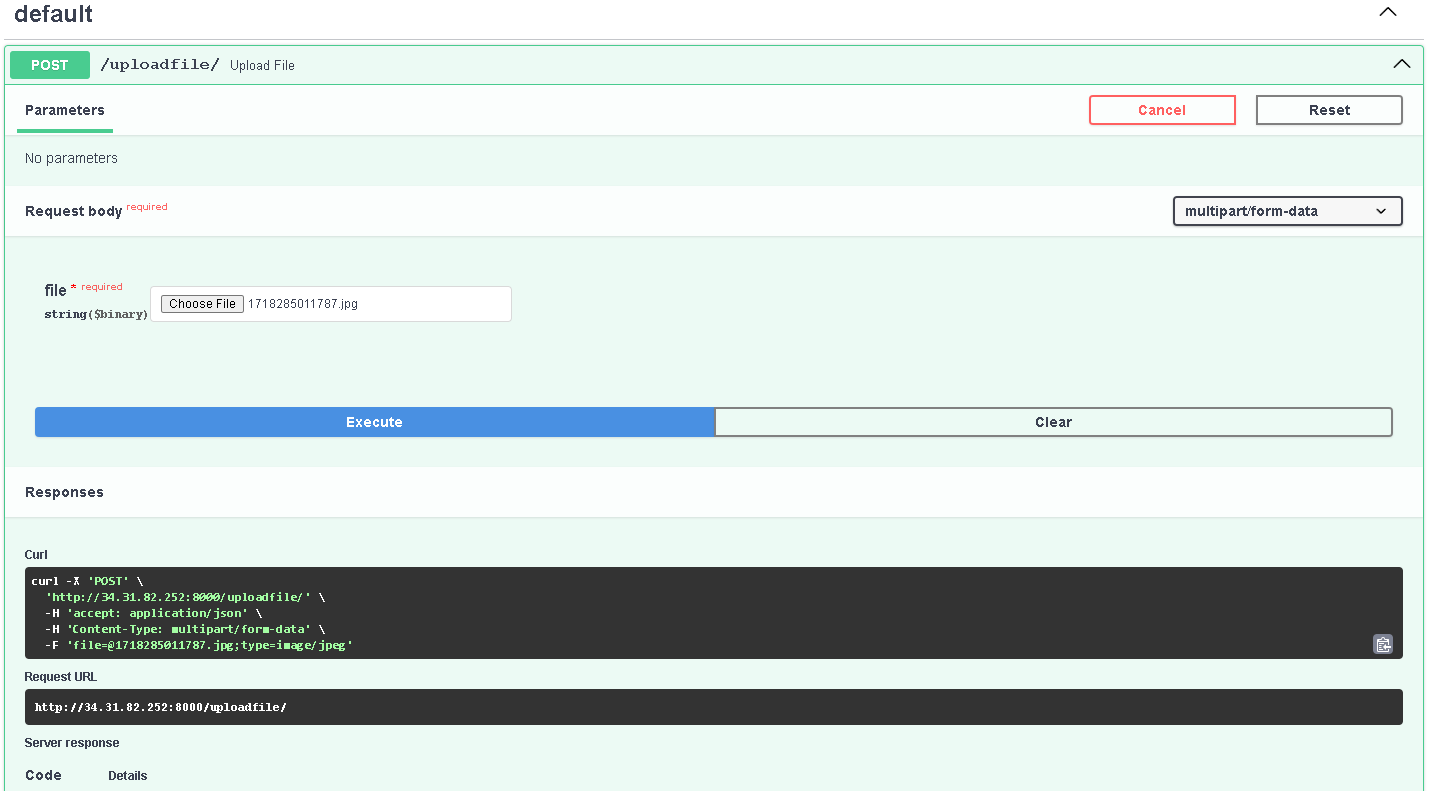 default
POST /uploadfile/ Upload File
Parameters Cancel Reset
No parameters
Request body required multipart/form-data
file * required
string($binary) Choose File 1718285011787.jpg
Execute Clear
Responses
Curl
curl -X 'POST' \
'http://34.31.82.252:8000/uploadfile/' \
-H 'accept: application/json' \
-H 'Content-Type: multipart/form-data' \
-F 'file=@1718285011787.jpg;type=image/jpeg'
Request URL
http://34.31.82.252:8000/uploadfile/
Server response
Code Details